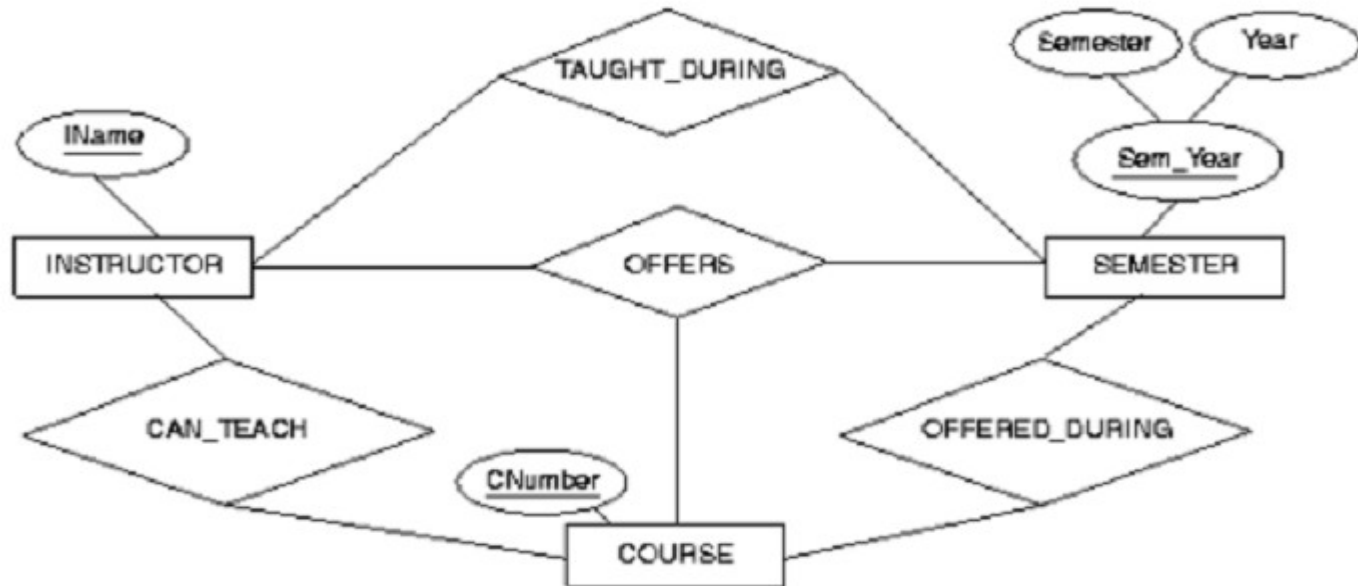 Semester
Year
TAUGHT_DURING
IName
Sem_Year
INSTRUCTOR
OFFERS
SEMESTER
CAN_TEACH
OFFERED_DURING
CNumber
COURSE